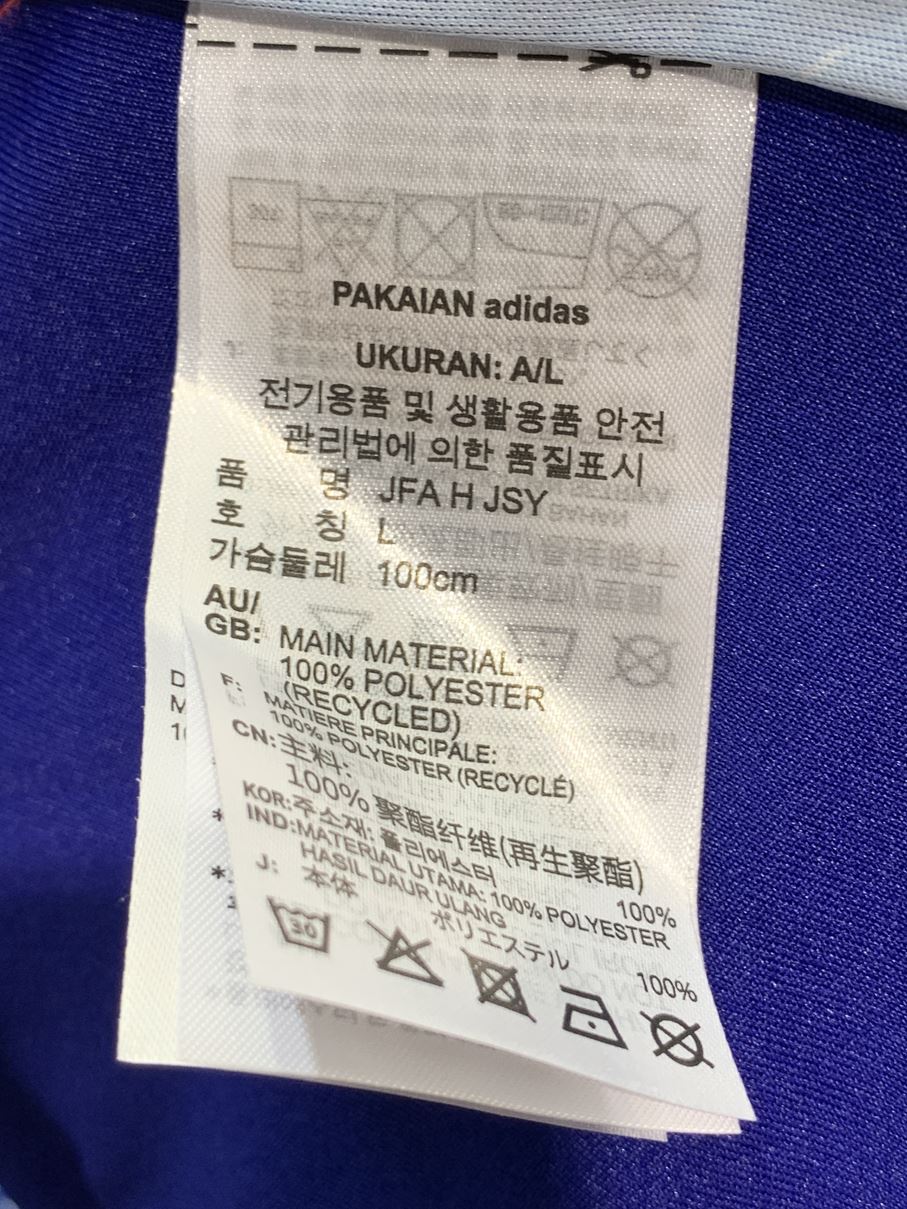 PAKAIAN adidas
UKURAN: A/L
전기용품 및 생활용품 안전
관리법에 의한 품질표시
품 명 JFA H JSY
호 칭 L
가슴둘레 100cm
AU/
GB: MAIN MATERIAL:
100% POLYESTER
(RECYCLED)
F: MATIERE PRINCIPALE:
100% POLYESTER (RECYCLÉ)
CN: 主料:
100% 聚酯纤维(再生聚酯)
KOR: 주소재: 폴리에스터 100%
IND: MATERIAL UTAMA: 100% POLYESTER
HASIL DAUR ULANG
J: 本体
ポリエステル 100%
30